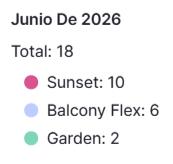 Junio De 2026
Total: 18
Sunset: 10
Balcony Flex: 6
Garden: 2